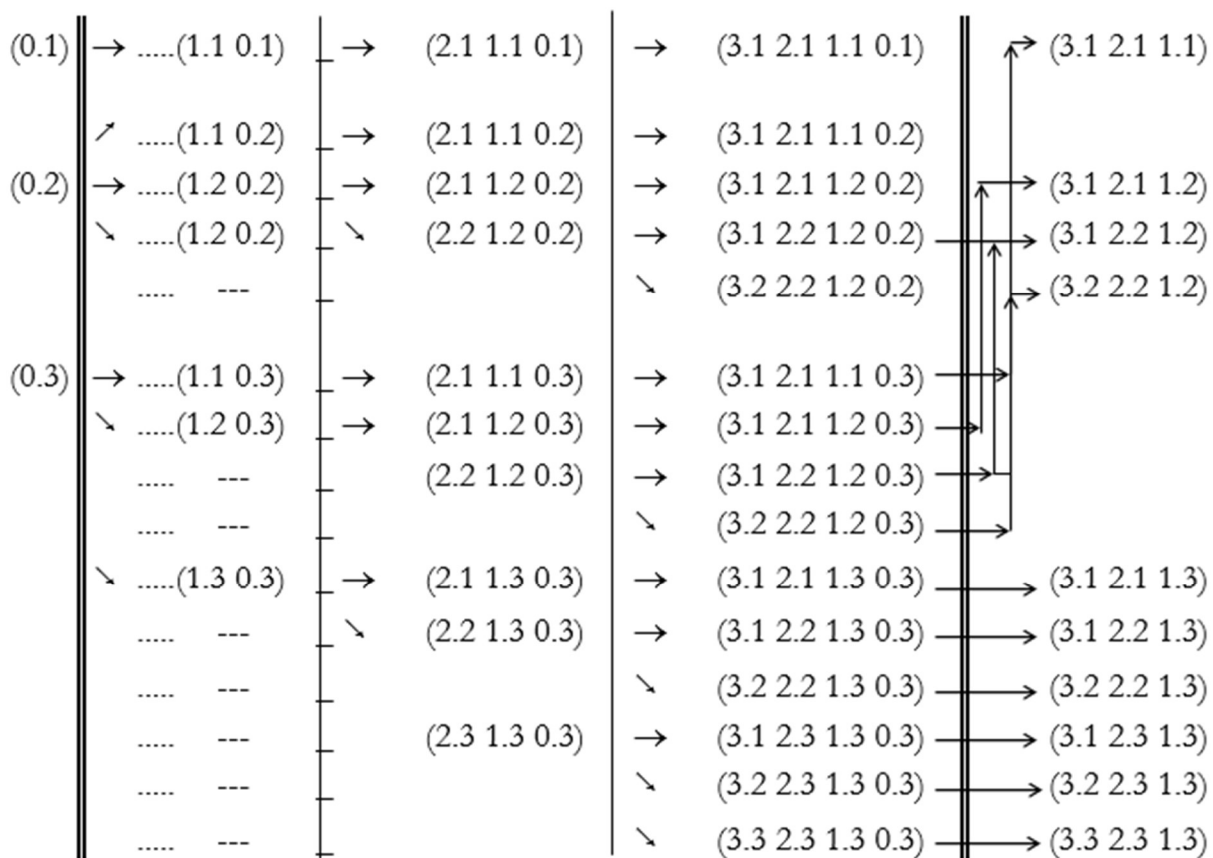 (0.1) → .....(1.1 0.1) → (2.1 1.1 0.1) → (3.1 2.1 1.1 0.1) (3.1 2.1 1.1)
↗ .....(1.1 0.2) → (2.1 1.1 0.2) → (3.1 2.1 1.1 0.2)
(0.2) → .....(1.2 0.2) → (2.1 1.2 0.2) → (3.1 2.1 1.2 0.2) (3.1 2.1 1.2)
↘ .....(1.2 0.2) ↘ (2.2 1.2 0.2) → (3.1 2.2 1.2 0.2) (3.1 2.2 1.2)
..... --- ↘ (3.2 2.2 1.2 0.2) (3.2 2.2 1.2)
(0.3) → .....(1.1 0.3) → (2.1 1.1 0.3) → (3.1 2.1 1.1 0.3)
↘ .....(1.2 0.3) → (2.1 1.2 0.3) → (3.1 2.1 1.2 0.3)
..... --- (2.2 1.2 0.3) → (3.1 2.2 1.2 0.3)
..... --- ↘ (3.2 2.2 1.2 0.3)
↘ .....(1.3 0.3) → (2.1 1.3 0.3) → (3.1 2.1 1.3 0.3) (3.1 2.1 1.3)
..... --- ↘ (2.2 1.3 0.3) → (3.1 2.2 1.3 0.3) (3.1 2.2 1.3)
..... --- ↘ (3.2 2.2 1.3 0.3) (3.2 2.2 1.3)
..... --- (2.3 1.3 0.3) → (3.1 2.3 1.3 0.3) (3.1 2.3 1.3)
..... --- ↘ (3.2 2.3 1.3 0.3) (3.2 2.3 1.3)
..... --- ↘ (3.3 2.3 1.3 0.3) (3.3 2.3 1.3)